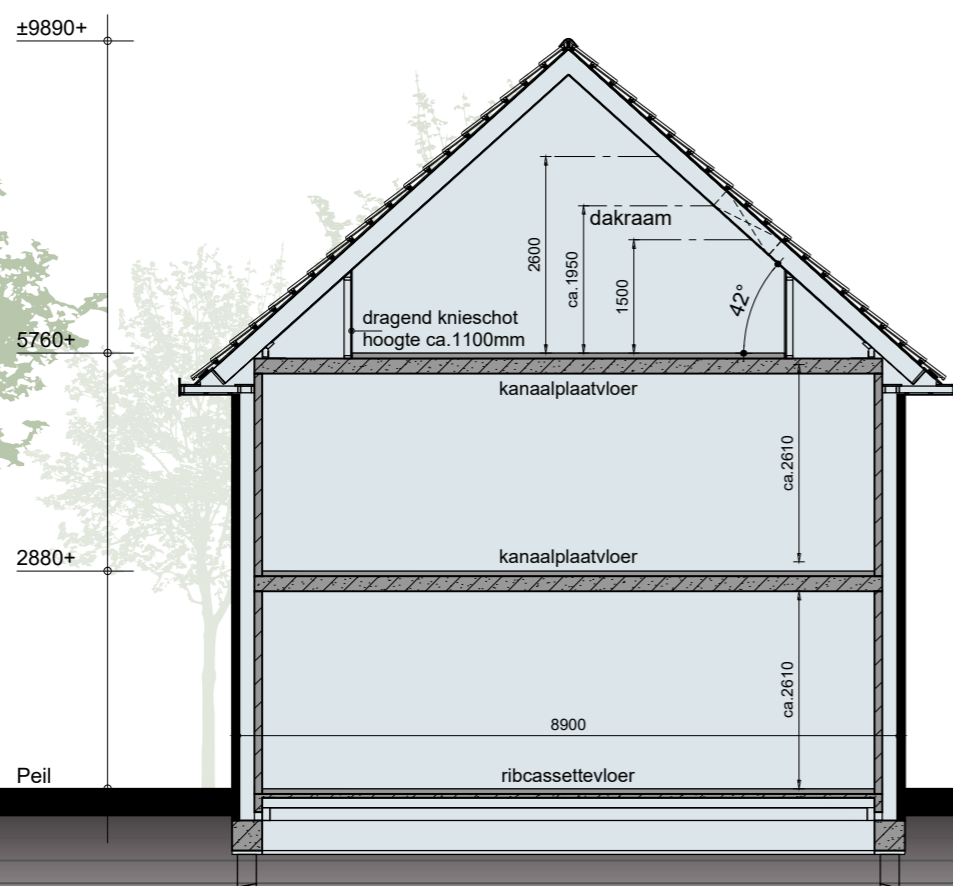 ±9890+
2600
ca.1950
dakraam
1500
42°
dragend knieschot
hoogte ca.1100mm
5760+
kanaalplaatvloer
ca.2610
2880+
kanaalplaatvloer
ca.2610
8900
Peil
ribcassettevloer